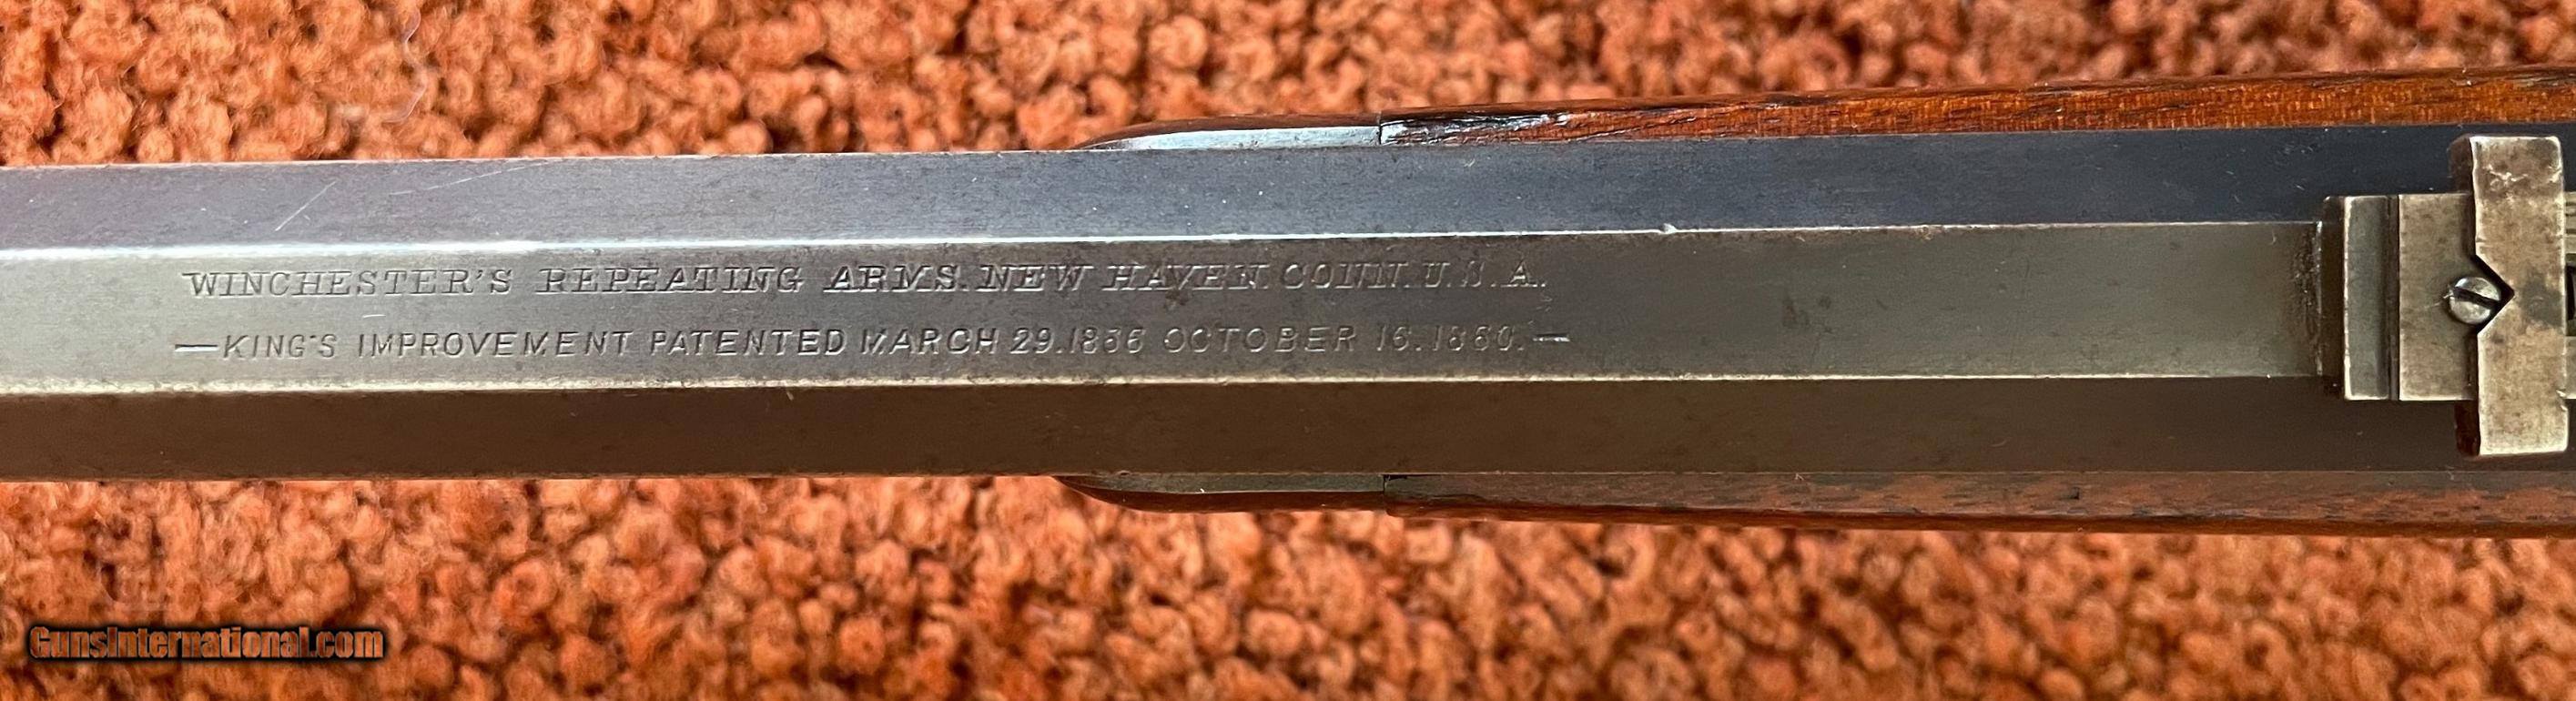 WINCHESTER'S REPEATING ARMS. NEW HAVEN. CONN. U.S.A.
—KING'S IMPROVEMENT PATENTED MARCH 29.1866 OCTOBER 16.1860.—
GunsInternational.com